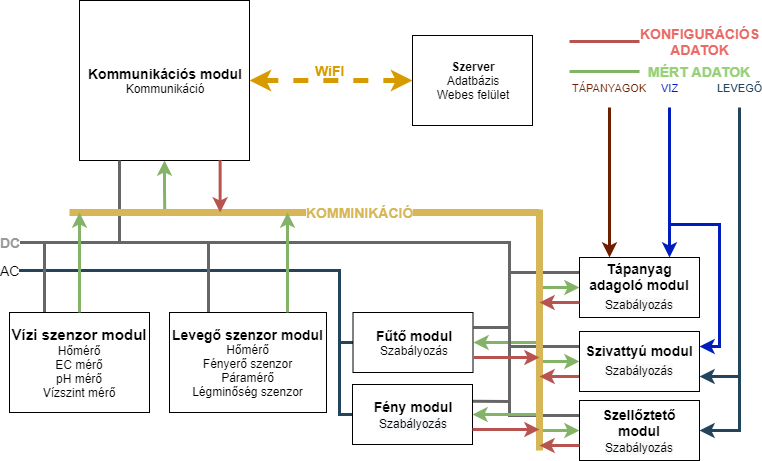 Kommunikációs modul
Kommunikáció
WiFI
Szerver
Adatbázis
Webes felület
KONFIGURÁCIÓS
ADATOK
MÉRT ADATOK
TÁPANYAGOK
VIZ
LEVEGŐ
KOMMINIKÁCIÓ
DC
AC
Tápanyag
adagoló modul
Szabályozás
Vízi szenzor modul
Hőmérő
EC mérő
pH mérő
Vízszint mérő
Levegő szenzor modul
Hőmérő
Fényerő szenzor
Páramérő
Légminőség szenzor
Fűtő modul
Szabályozás
Szivattyú modul
Szabályozás
Fény modul
Szabályozás
Szellőztető
modul
Szabályozás